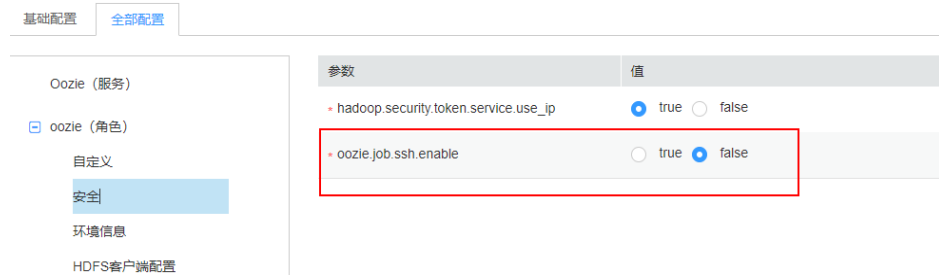 基础配置 全部配置
Oozie（服务）
oozie（角色）
自定义
安全
环境信息
HDFS客户端配置
参数 值
* hadoop.security.token.service.use_ip true false
* oozie.job.ssh.enable true false